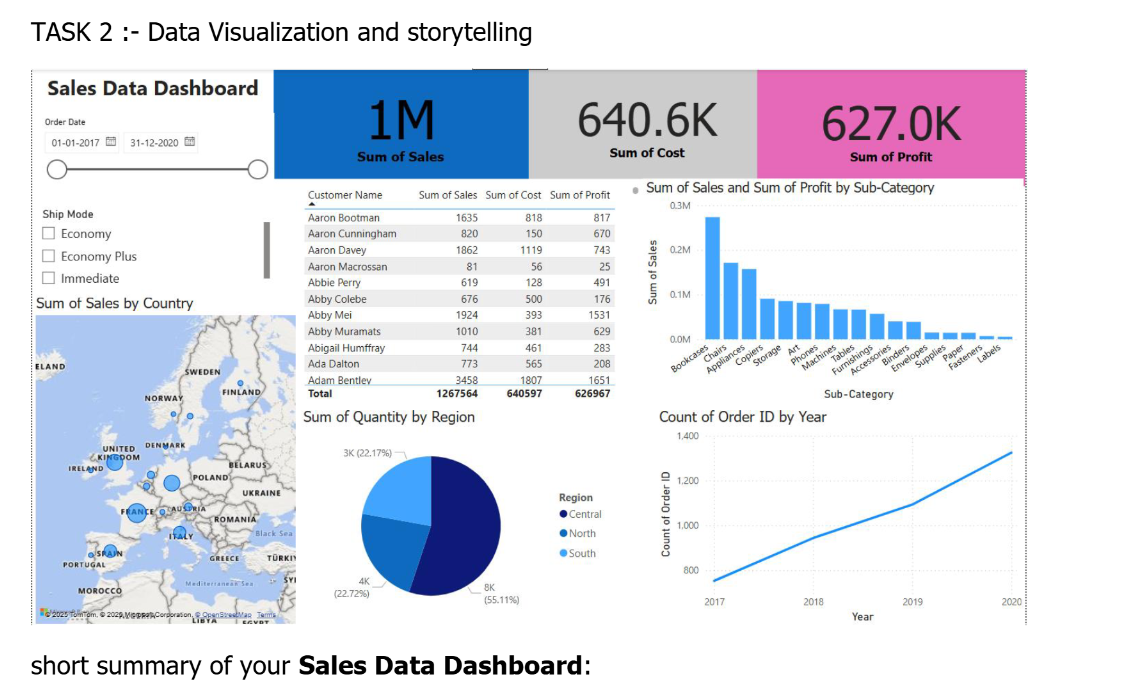 TASK 2 :- Data Visualization and storytelling
Sales Data Dashboard
Order Date
01-01-2017
31-12-2020
1M
Sum of Sales
640.6K
Sum of Cost
627.0K
Sum of Profit
Ship Mode
Economy
Economy Plus
Immediate
Customer Name Sum of Sales Sum of Cost Sum of Profit
Aaron Bootman 1635 818 817
Aaron Cunningham 820 150 670
Aaron Davey 1862 1119 743
Aaron Macrossan 81 56 25
Abbie Perry 619 128 491
Abby Colebe 676 500 176
Abby Mei 1924 393 1531
Abby Muramats 1010 381 629
Abigail Humffray 744 461 283
Ada Dalton 773 565 208
Adam Bentley 3458 1807 1651
Total 1267564 640597 626967
Sum of Sales and Sum of Profit by Sub-Category
Sum of Sales
0.3M
0.2M
0.1M
0.0M
Bookcases
Chairs
Appliances
Copiers
Storage
Art
Phones
Machines
Tables
Furnishings
Accessories
Binders
Envelopes
Supplies
Paper
Fasteners
Labels
Sub-Category
Sum of Sales by Country
ELAND
SWEDEN
FINLAND
NORWAY
UNITED
KINGDOM
DENMARK
IRELAND
BELARUS
POLAND
UKRAINE
FRANCE
AUSTRIA
ROMANIA
ITALY
Black Sea
SPAIN
PORTUGAL
GREECE
TÜRKIY
Mediterranean Sea
SY
MOROCCO
© 2025 TomTom, © 2025 Microsoft Corporation, © OpenStreetMap Terms
LIBYA
EGYPT
Sum of Quantity by Region
3K (22.17%)
4K
(22.72%)
8K
(55.11%)
Region
Central
North
South
Count of Order ID by Year
Count of Order ID
1,400
1,200
1,000
800
2017
2018
2019
2020
Year
short summary of your Sales Data Dashboard: